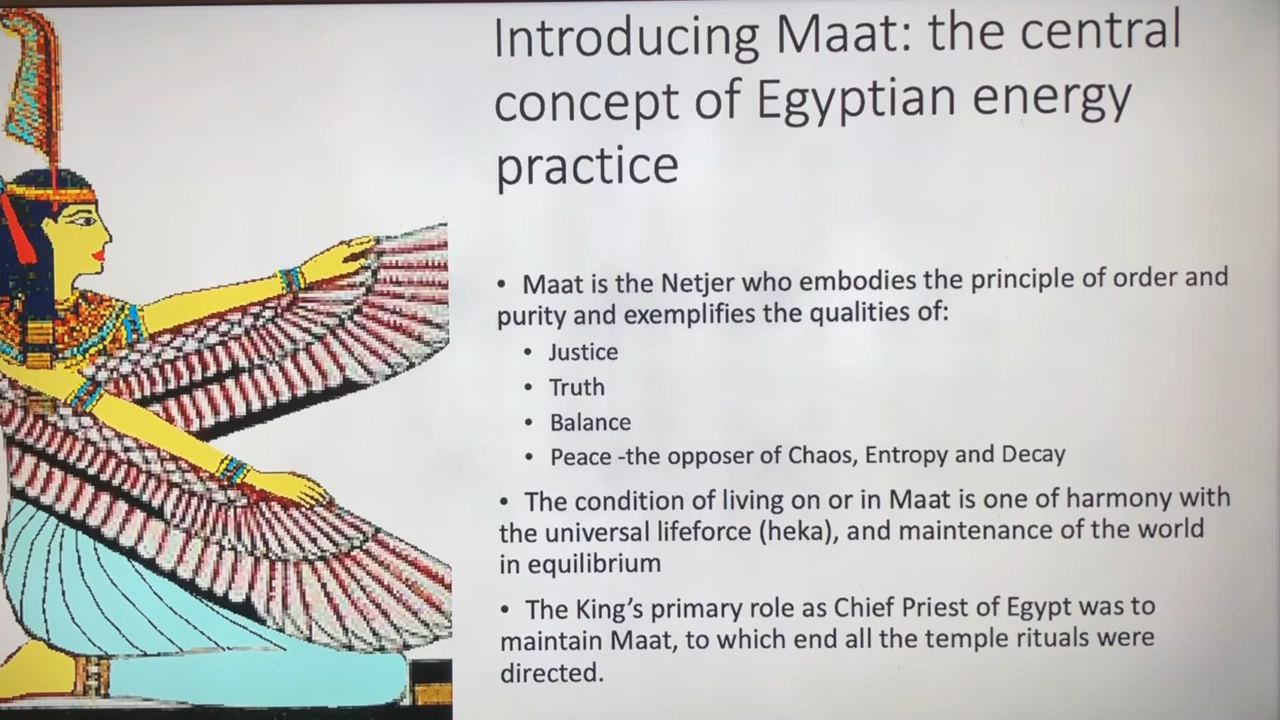 Introducing Maat: the central
concept of Egyptian energy
practice
• Maat is the Netjer who embodies the principle of order and
purity and exemplifies the qualities of:
• Justice
• Truth
• Balance
• Peace -the opposer of Chaos, Entropy and Decay
• The condition of living on or in Maat is one of harmony with
the universal lifeforce (heka), and maintenance of the world
in equilibrium
• The King's primary role as Chief Priest of Egypt was to
maintain Maat, to which end all the temple rituals were
directed.